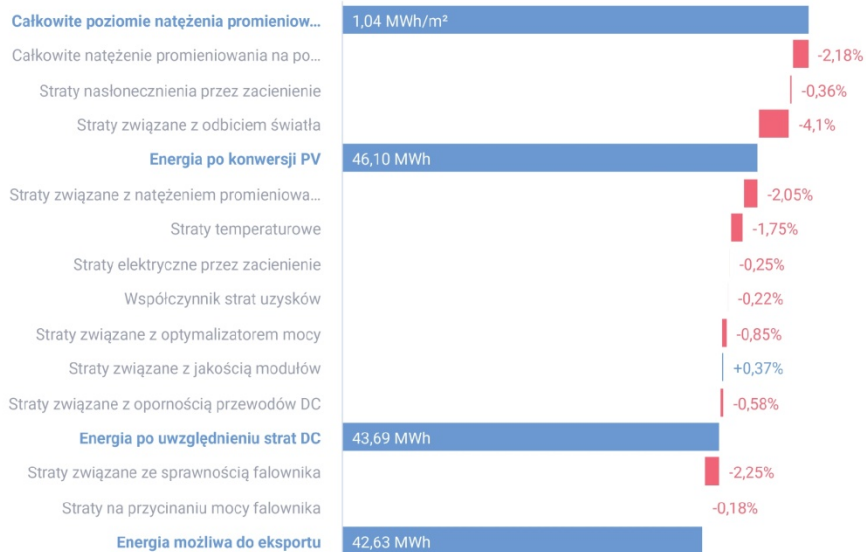 Całkowite poziomie natężenia promieniow... 1,04 MWh/m²
Całkowite natężenie promieniowania na po... -2,18%
Straty nasłonecznienia przez zacienienie -0,36%
Straty związane z odbiciem światła -4,1%
Energia po konwersji PV 46,10 MWh
Straty związane z natężeniem promieniowa... -2,05%
Straty temperaturowe -1,75%
Straty elektryczne przez zacienienie -0,25%
Współczynnik strat uzysków -0,22%
Straty związane z optymalizatorem mocy -0,85%
Straty związane z jakością modułów +0,37%
Straty związane z opornością przewodów DC -0,58%
Energia po uwzględnieniu strat DC 43,69 MWh
Straty związane ze sprawnością falownika -2,25%
Straty na przycinaniu mocy falownika -0,18%
Energia możliwa do eksportu 42,63 MWh